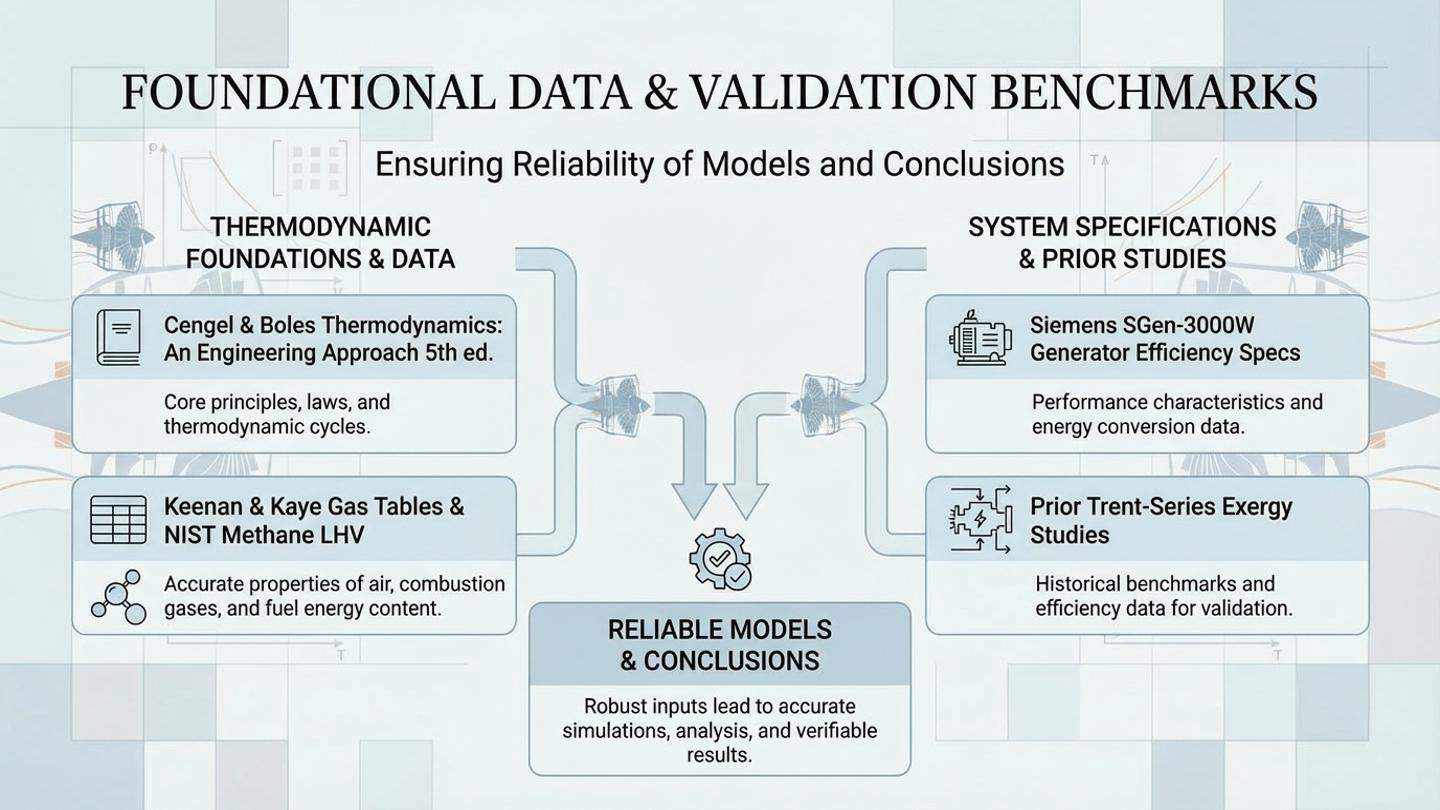 FOUNDATIONAL DATA & VALIDATION BENCHMARKS
Ensuring Reliability of Models and Conclusions
P
T
THERMODYNAMIC
FOUNDATIONS & DATA
Cengel & Boles Thermodynamics:
An Engineering Approach 5th ed.
Core principles, laws, and
thermodynamic cycles.
Keenan & Kaye Gas Tables &
NIST Methane LHV
Accurate properties of air, combustion
gases, and fuel energy content.
T
SYSTEM SPECIFICATIONS
& PRIOR STUDIES
Siemens SGen-3000W
Generator Efficiency Specs
Performance characteristics and
energy conversion data.
Prior Trent-Series Exergy
Studies
Historical benchmarks and
efficiency data for validation.
T
RELIABLE MODELS
& CONCLUSIONS
Robust inputs lead to accurate
simulations, analysis, and verifiable
results.